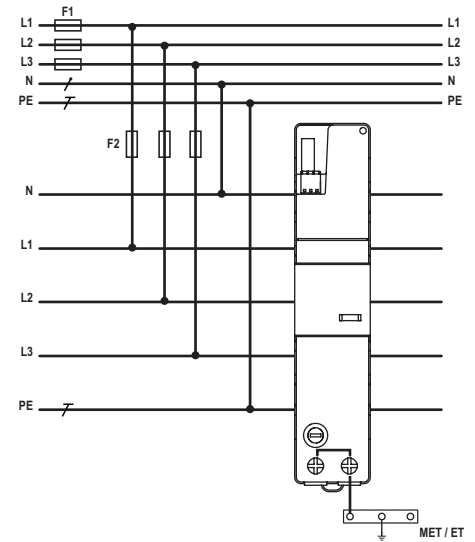 F1
L1 L1
L2 L2
L3 L3
N N
PE PE
F2
N
L1
L2
L3
PE
MET / ET